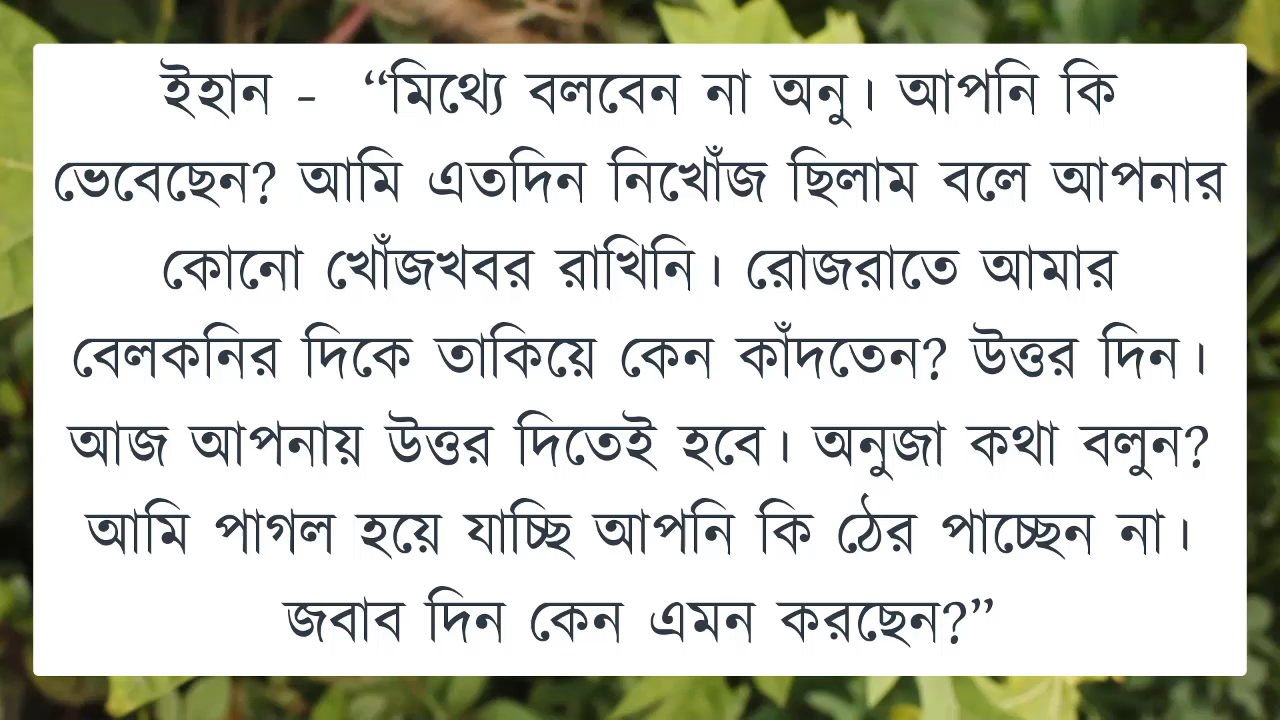 ইহান -  “মিথ্যে বলবেন না অনু। আপনি কি
ভেবেছেন? আমি এতদিন নিখোঁজ ছিলাম বলে আপনার
কোনো খোঁজখবর রাখিনি। রোজরাতে আমার
বেলকনির দিকে তাকিয়ে কেন কাঁদতেন? উত্তর দিন।
আজ আপনায় উত্তর দিতেই হবে। অনুজা কথা বলুন?
আমি পাগল হয়ে যাচ্ছি আপনি কি ঠের পাচ্ছেন না।
জবাব দিন কেন এমন করছেন?”